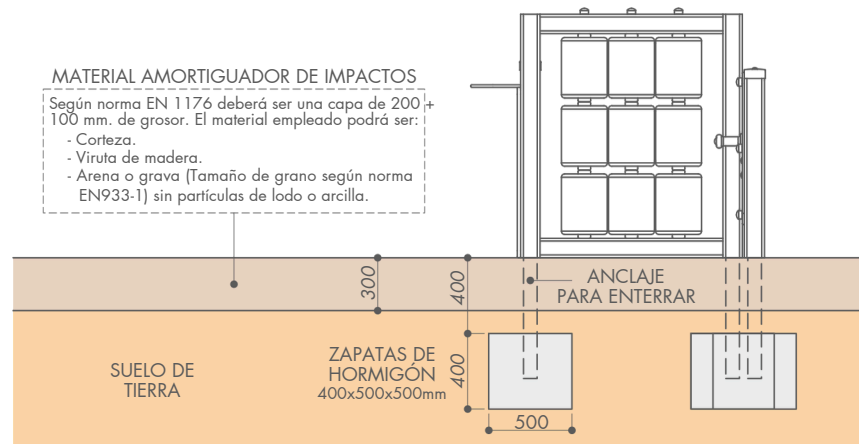 MATERIAL AMORTIGUADOR DE IMPACTOS
Según norma EN 1176 deberá ser una capa de 200 +
100 mm. de grosor. El material empleado podrá ser:
- Corteza.
- Viruta de madera.
- Arena o grava (Tamaño de grano según norma
EN933-1) sin partículas de lodo o arcilla.
300
400
ANCLAJE
PARA ENTERRAR
SUELO DE
TIERRA
ZAPATAS DE
HORMIGÓN
400x500x500mm
400
500